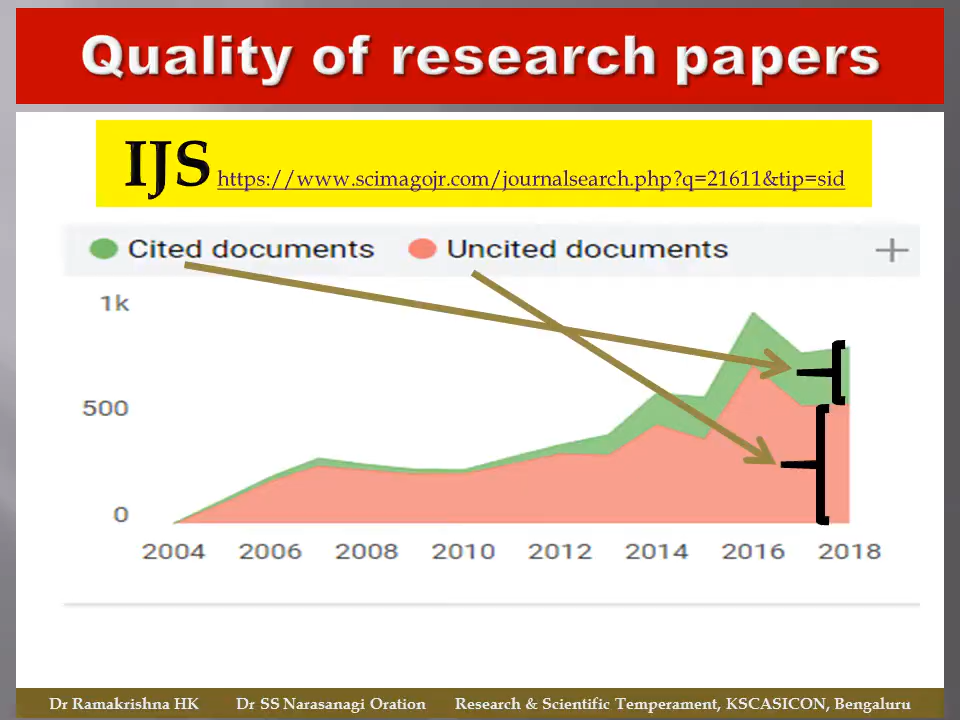 Quality of research papers
IJS https://www.scimagojr.com/journalsearch.php?q=21611&tip=sid
Cited documents Uncited documents +
1k
500
0
2004 2006 2008 2010 2012 2014 2016 2018
Dr Ramakrishna HK Dr SS Narasanagi Oration Research & Scientific Temperament, KSCASICON, Bengaluru